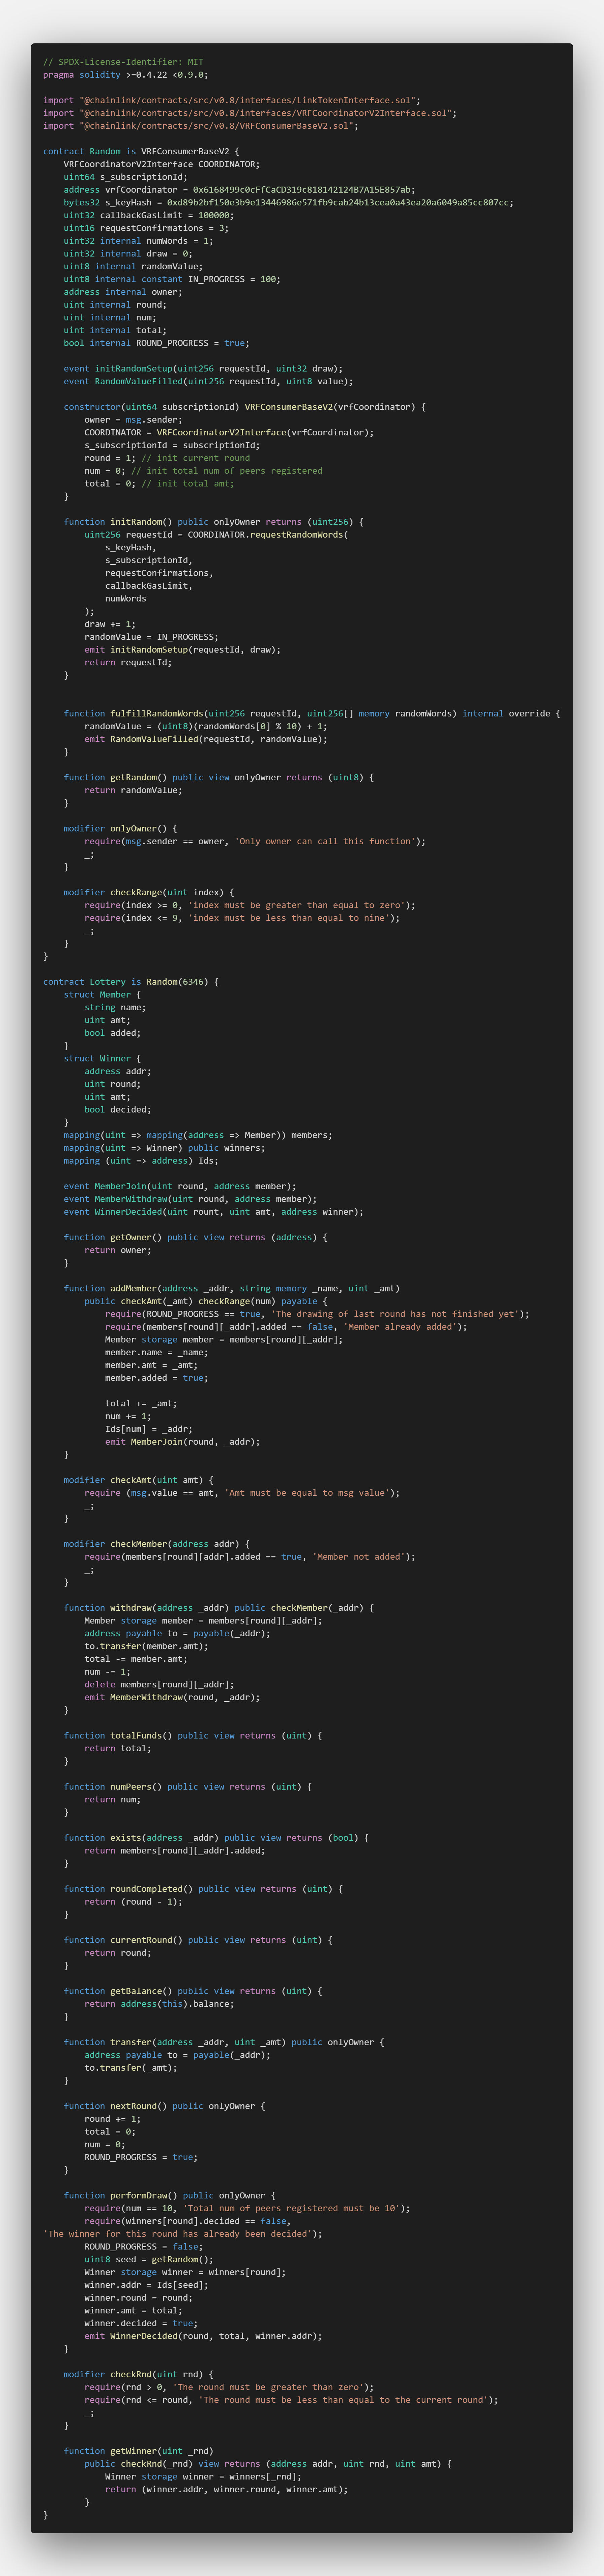 // SPDX-License-Identifier: MIT
pragma solidity >=0.4.22 <0.9.0;

import "@chainlink/contracts/src/v0.8/interfaces/LinkTokenInterface.sol";
import "@chainlink/contracts/src/v0.8/interfaces/VRFCoordinatorV2Interface.sol";
import "@chainlink/contracts/src/v0.8/VRFConsumerBaseV2.sol";

contract Random is VRFConsumerBaseV2 {
    VRFCoordinatorV2Interface COORDINATOR;
    uint64 s_subscriptionId;
    address vrfCoordinator = 0x6168499c0cFfCaCD319c818142124B7A15E857ab;
    bytes32 s_keyHash = 0xd89b2bf150e3b9e13446986e571fb9cab24b13cea0a43ea20a6049a85cc807cc;
    uint32 callbackGasLimit = 100000;
    uint16 requestConfirmations = 3;
    uint32 internal numWords = 1;
    uint32 internal draw = 0;
    uint8 internal randomValue;
    uint8 internal constant IN_PROGRESS = 100;
    address internal owner;
    uint internal round;
    uint internal num;
    uint internal total;
    bool internal ROUND_PROGRESS = true;

    event initRandomSetup(uint256 requestId, uint32 draw);
    event RandomValueFilled(uint256 requestId, uint8 value);

    constructor(uint64 subscriptionId) VRFConsumerBaseV2(vrfCoordinator) {
        owner = msg.sender;
        COORDINATOR = VRFCoordinatorV2Interface(vrfCoordinator);
        s_subscriptionId = subscriptionId;
        round = 1; // init current round
        num = 0; // init total num of peers registered
        total = 0; // init total amt;
    }

    function initRandom() public onlyOwner returns (uint256) {
        uint256 requestId = COORDINATOR.requestRandomWords(
            s_keyHash,
            s_subscriptionId,
            requestConfirmations,
            callbackGasLimit,
            numWords
        );
        draw += 1;
        randomValue = IN_PROGRESS;
        emit initRandomSetup(requestId, draw);
        return requestId;
    }


    function fulfillRandomWords(uint256 requestId, uint256[] memory randomWords) internal override {
        randomValue = (uint8)(randomWords[0] % 10) + 1;
        emit RandomValueFilled(requestId, randomValue);
    }

    function getRandom() public view onlyOwner returns (uint8) {
        return randomValue;
    }

    modifier onlyOwner() {
        require(msg.sender == owner, 'Only owner can call this function');
        _;
    }

    modifier checkRange(uint index) {
        require(index >= 0, 'index must be greater than equal to zero');
        require(index <= 9, 'index must be less than equal to nine');
        _;
    }
}

contract Lottery is Random(6346) {
    struct Member {
        string name;
        uint amt;
        bool added;
    }
    struct Winner {
        address addr;
        uint round;
        uint amt;
        bool decided;
    }
    mapping(uint => mapping(address => Member)) members;
    mapping(uint => Winner) public winners;
    mapping (uint => address) Ids;

    event MemberJoin(uint round, address member);
    event MemberWithdraw(uint round, address member);
    event WinnerDecided(uint rount, uint amt, address winner);

    function getOwner() public view returns (address) {
        return owner;
    }

    function addMember(address _addr, string memory _name, uint _amt)
        public checkAmt(_amt) checkRange(num) payable {
            require(ROUND_PROGRESS == true, 'The drawing of last round has not finished yet');
            require(members[round][_addr].added == false, 'Member already added');
            Member storage member = members[round][_addr];
            member.name = _name;
            member.amt = _amt;
            member.added = true;

            total += _amt;
            num += 1;
            Ids[num] = _addr;
            emit MemberJoin(round, _addr);
    }

    modifier checkAmt(uint amt) {
        require (msg.value == amt, 'Amt must be equal to msg value');
        _;
    }

    modifier checkMember(address addr) {
        require(members[round][addr].added == true, 'Member not added');
        _;
    }

    function withdraw(address _addr) public checkMember(_addr) {
        Member storage member = members[round][_addr];
        address payable to = payable(_addr);
        to.transfer(member.amt);
        total -= member.amt;
        num -= 1;
        delete members[round][_addr];
        emit MemberWithdraw(round, _addr);
    }

    function totalFunds() public view returns (uint) {
        return total;
    }

    function numPeers() public view returns (uint) {
        return num;
    }

    function exists(address _addr) public view returns (bool) {
        return members[round][_addr].added;
    }

    function roundCompleted() public view returns (uint) {
        return (round - 1);
    }

    function currentRound() public view returns (uint) {
        return round;
    }

    function getBalance() public view returns (uint) {
        return address(this).balance;
    }

    function transfer(address _addr, uint _amt) public onlyOwner {
        address payable to = payable(_addr);
        to.transfer(_amt);
    }

    function nextRound() public onlyOwner {
        round += 1;
        total = 0;
        num = 0;
        ROUND_PROGRESS = true;
    }

    function performDraw() public onlyOwner {
        require(num == 10, 'Total num of peers registered must be 10');
        require(winners[round].decided == false,
'The winner for this round has already been decided');
        ROUND_PROGRESS = false;
        uint8 seed = getRandom();
        Winner storage winner = winners[round];
        winner.addr = Ids[seed];
        winner.round = round;
        winner.amt = total;
        winner.decided = true;
        emit WinnerDecided(round, total, winner.addr);
    }

    modifier checkRnd(uint rnd) {
        require(rnd > 0, 'The round must be greater than zero');
        require(rnd <= round, 'The round must be less than equal to the current round');
        _;
    }

    function getWinner(uint _rnd)
        public checkRnd(_rnd) view returns (address addr, uint rnd, uint amt) {
            Winner storage winner = winners[_rnd];
            return (winner.addr, winner.round, winner.amt);
        }
}